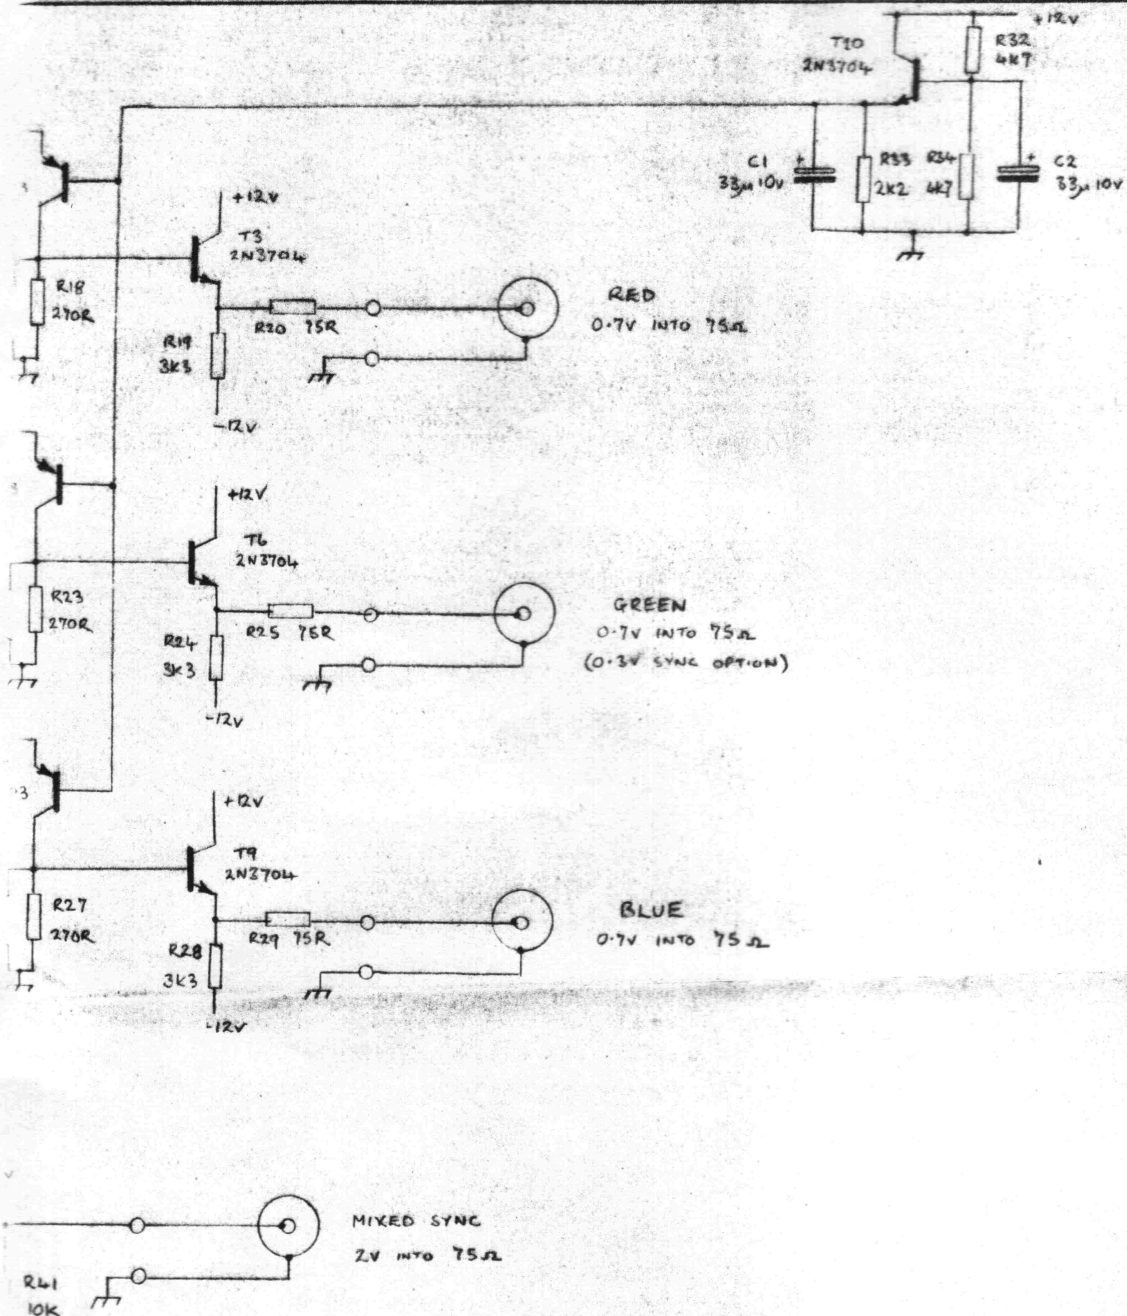 +12V
T10
2N3704
R32
4K7
C1
33μ 10V
R33
2K2
R34
4K7
C2
33μ 10V
+12V
T3
2N3704
R18
270R
R20 75R
R19
3K3
-12V
RED
0.7V INTO 75Ω
+12V
T6
2N3704
R23
270R
R25 75R
R24
3K3
-12V
GREEN
0.7V INTO 75Ω
(0.3V SYNC OPTION)
+12V
T9
2N3704
R27
270R
R29 75R
R28
3K3
-12V
BLUE
0.7V INTO 75Ω
MIXED SYNC
2V INTO 75Ω
R41
10K